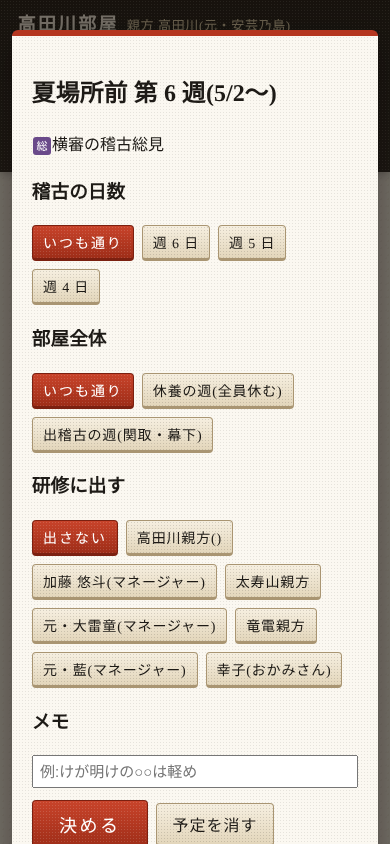 高田川部屋 親方 高田川(元・安芸乃島)
夏場所前 第 6 週(5/2〜)
総 横審の稽古総見
稽古の日数
いつも通り 週 6 日 週 5 日
週 4 日
部屋全体
いつも通り 休養の週(全員休む)
出稽古の週(関取・幕下)
研修に出す
出さない 高田川親方()
加藤 悠斗(マネージャー) 太寿山親方
元・大雷童(マネージャー) 竜電親方
元・藍(マネージャー) 幸子(おかみさん)
メモ
例:けが明けの○○は軽め
決める 予定を消す